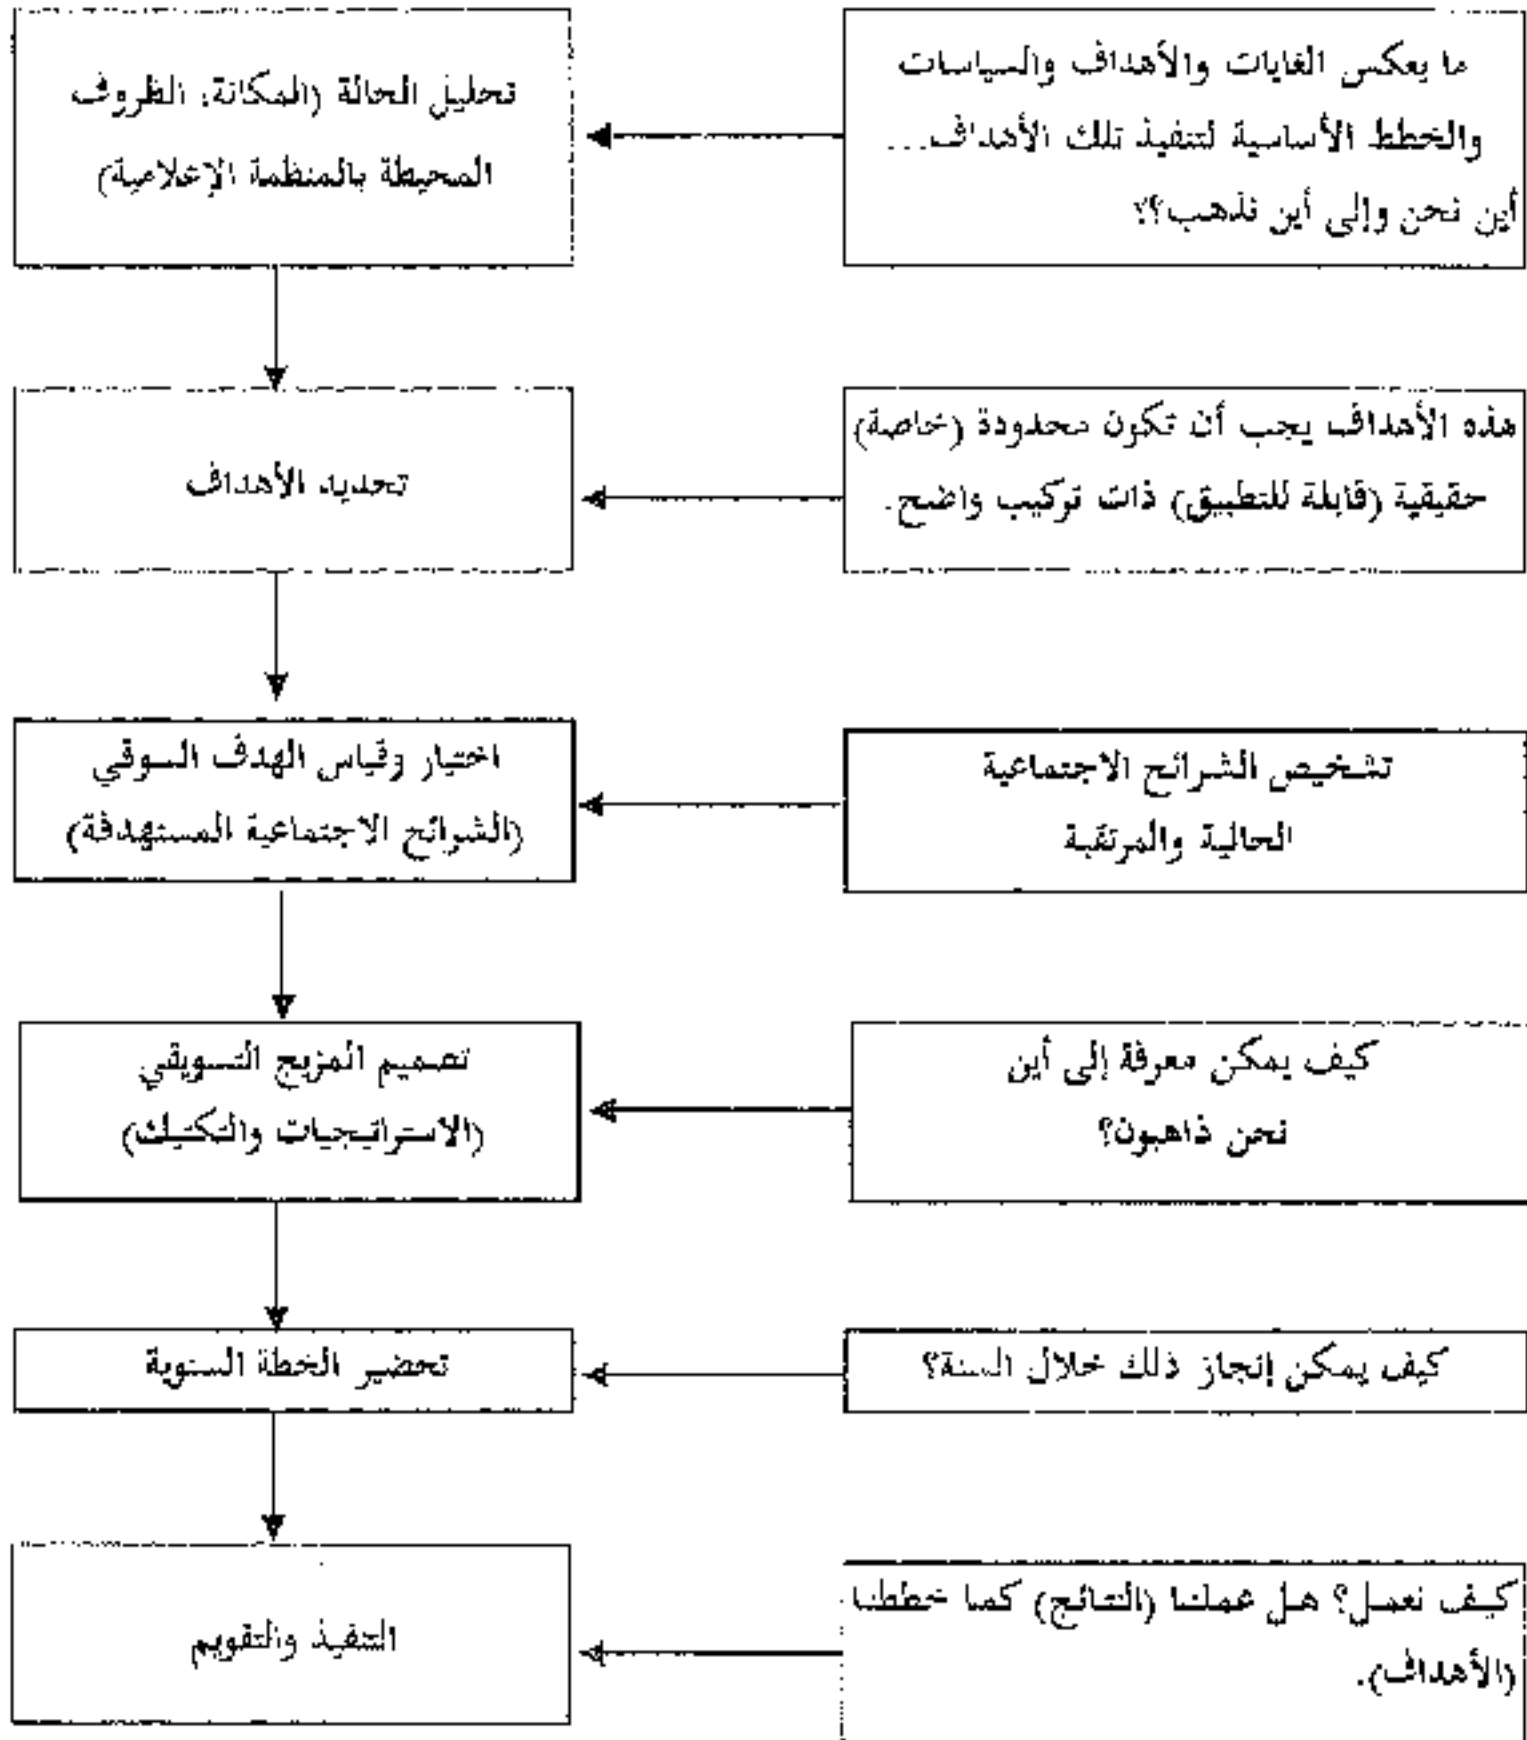 ما يعكس الغايات والأهداف والسياسات
والخطط الأساسية لتنفيذ تلك الأهداف...
أين نحن وإلى أين نذهب؟؟
تحليل الحالة (المكانة، الظروف
المحيطة بالمنظمة الإعلامية)
هذه الأهداف يجب أن تكون محدودة (خاصة)
حقيقية (قابلة للتطبيق) ذات تركيب واضح.
تحديد الأهداف
تشخيص الشرائح الاجتماعية
الحالية والمرتقبة
اختيار وقياس الهدف السوقي
(الشرائح الاجتماعية المستهدفة)
كيف يمكن معرفة إلى أين
نحن ذاهبون؟
تصميم المزيج التسويقي
(الاستراتيجيات والتكتيك)
كيف يمكن إنجاز ذلك خلال السنة؟
تحضير الخطة السنوية
كيف نعمل؟ هل عملنا (النتائج) كما خططنا
(الأهداف).
التنفيذ والتقويم